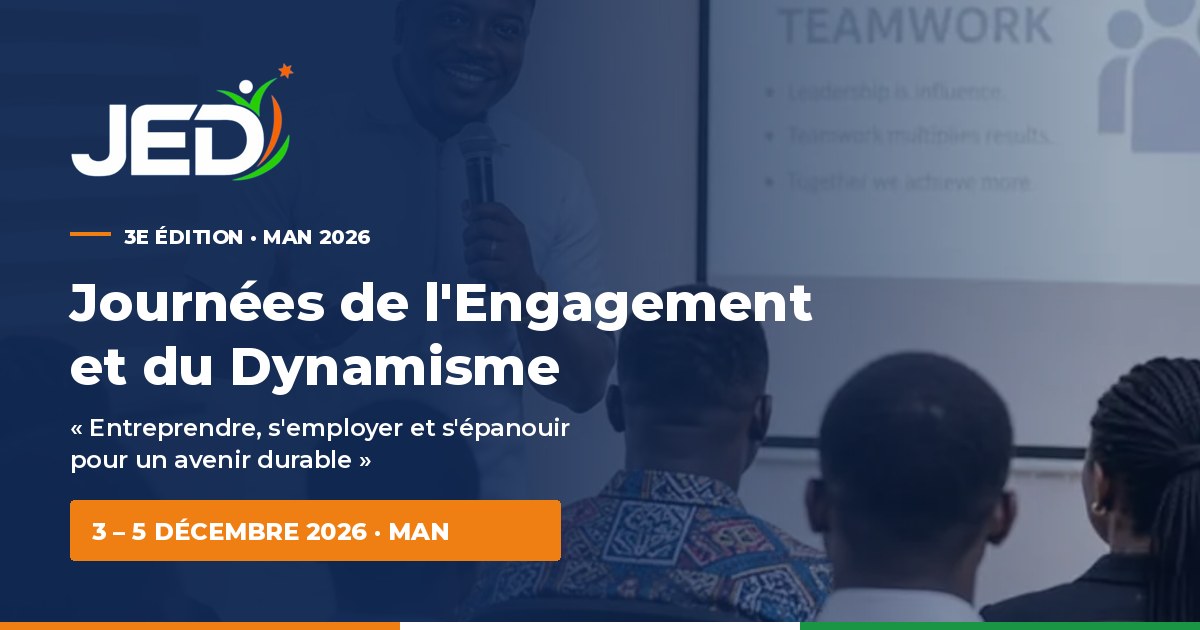 TEAMWORK
• Leadership is influence.
• Teamwork multiplies results.
• Together we achieve more.
JED
3E ÉDITION • MAN 2026
Journées de l'Engagement
et du Dynamisme
« Entreprendre, s'employer et s'épanouir
pour un avenir durable »
3 – 5 DÉCEMBRE 2026 • MAN